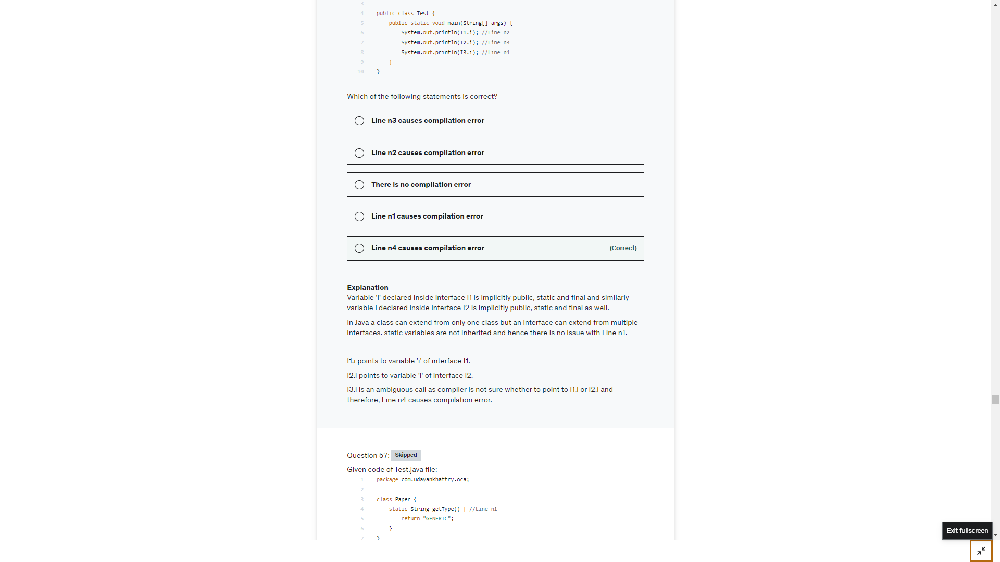 3
4 public class Test {
5 public static void main(String[] args) {
6 System.out.println(I1.i); //Line n2
7 System.out.println(I2.i); //Line n3
8 System.out.println(I3.i); //Line n4
9 }
10 }
Which of the following statements is correct?
Line n3 causes compilation error
Line n2 causes compilation error
There is no compilation error
Line n1 causes compilation error
Line n4 causes compilation error (Correct)
Explanation
Variable 'i' declared inside interface I1 is implicitly public, static and final and similarly
variable i declared inside interface I2 is implicitly public, static and final as well.
In Java a class can extend from only one class but an interface can extend from multiple
interfaces. static variables are not inherited and hence there is no issue with Line n1.
I1.i points to variable 'i' of interface I1.
I2.i points to variable 'i' of interface I2.
I3.i is an ambiguous call as compiler is not sure whether to point to I1.i or I2.i and
therefore, Line n4 causes compilation error.
Question 57: Skipped
Given code of Test.java file:
1 package com.udayankhattry.oca;
2
3 class Paper {
4 static String getType() { //Line n1
5 return "GENERIC";
6 }
7 }
Exit fullscreen